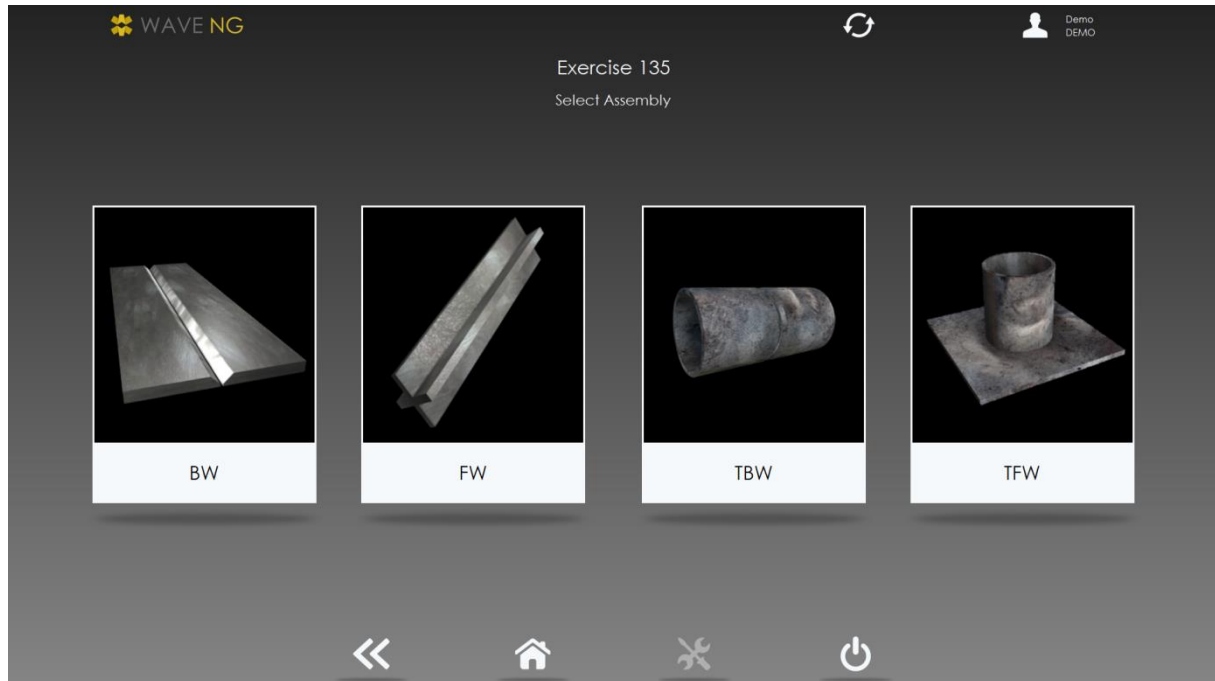 WAVE NG
Demo
DEMO
Exercise 135
Select Assembly
BW
FW
TBW
TFW